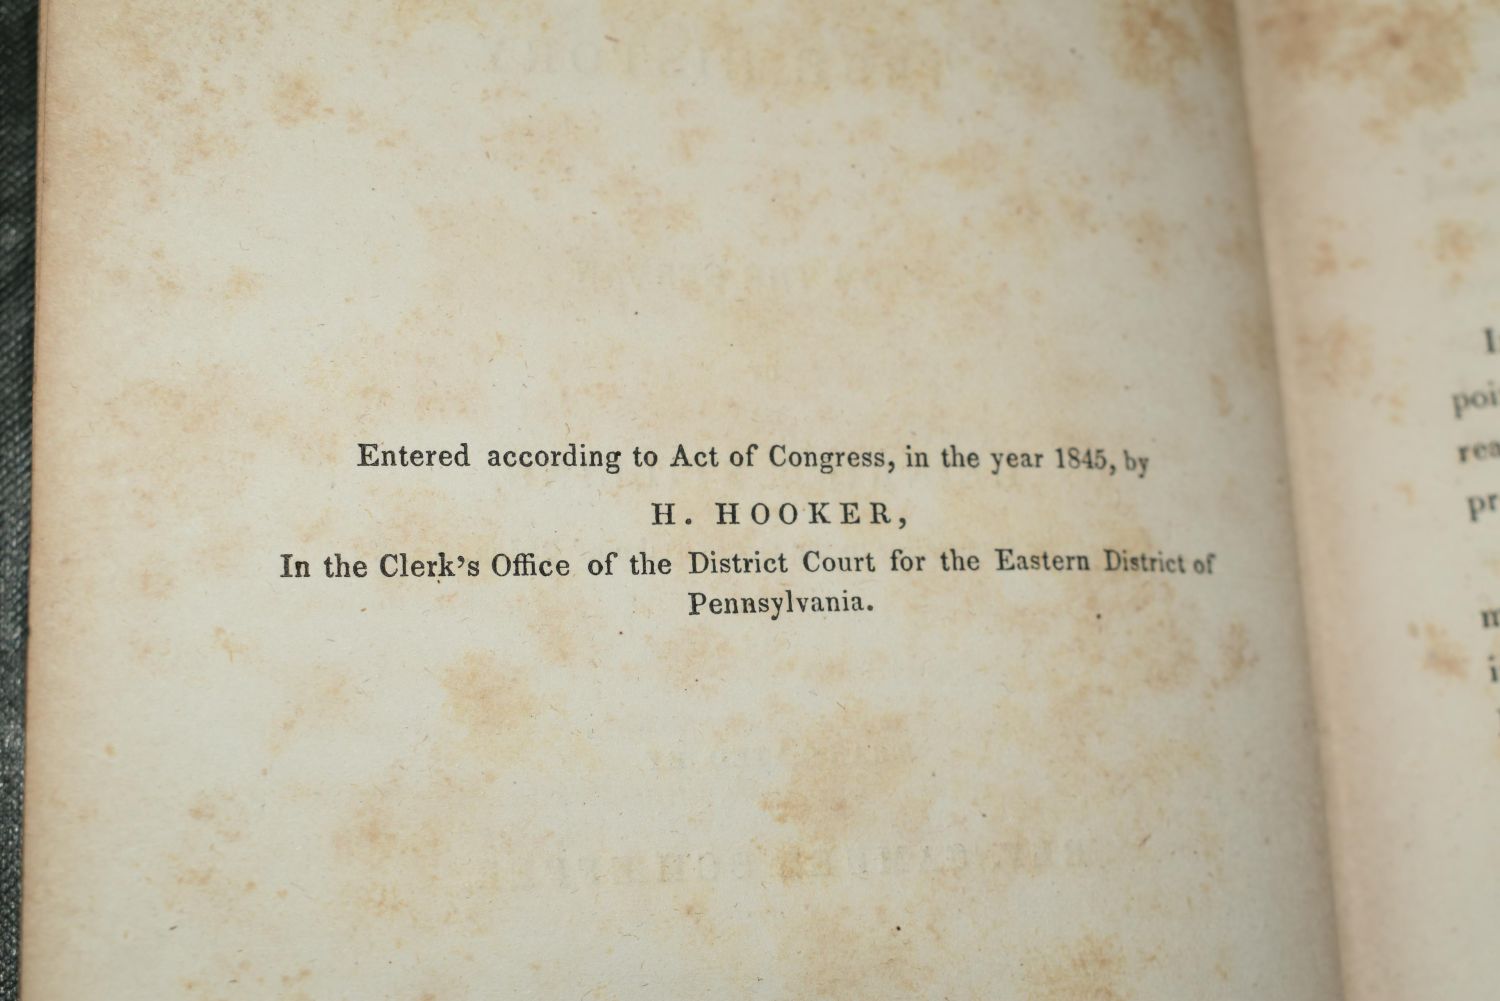 Entered according to Act of Congress, in the year 1845, by
H. HOOKER,
In the Clerk's Office of the District Court for the Eastern District of
Pennsylvania.